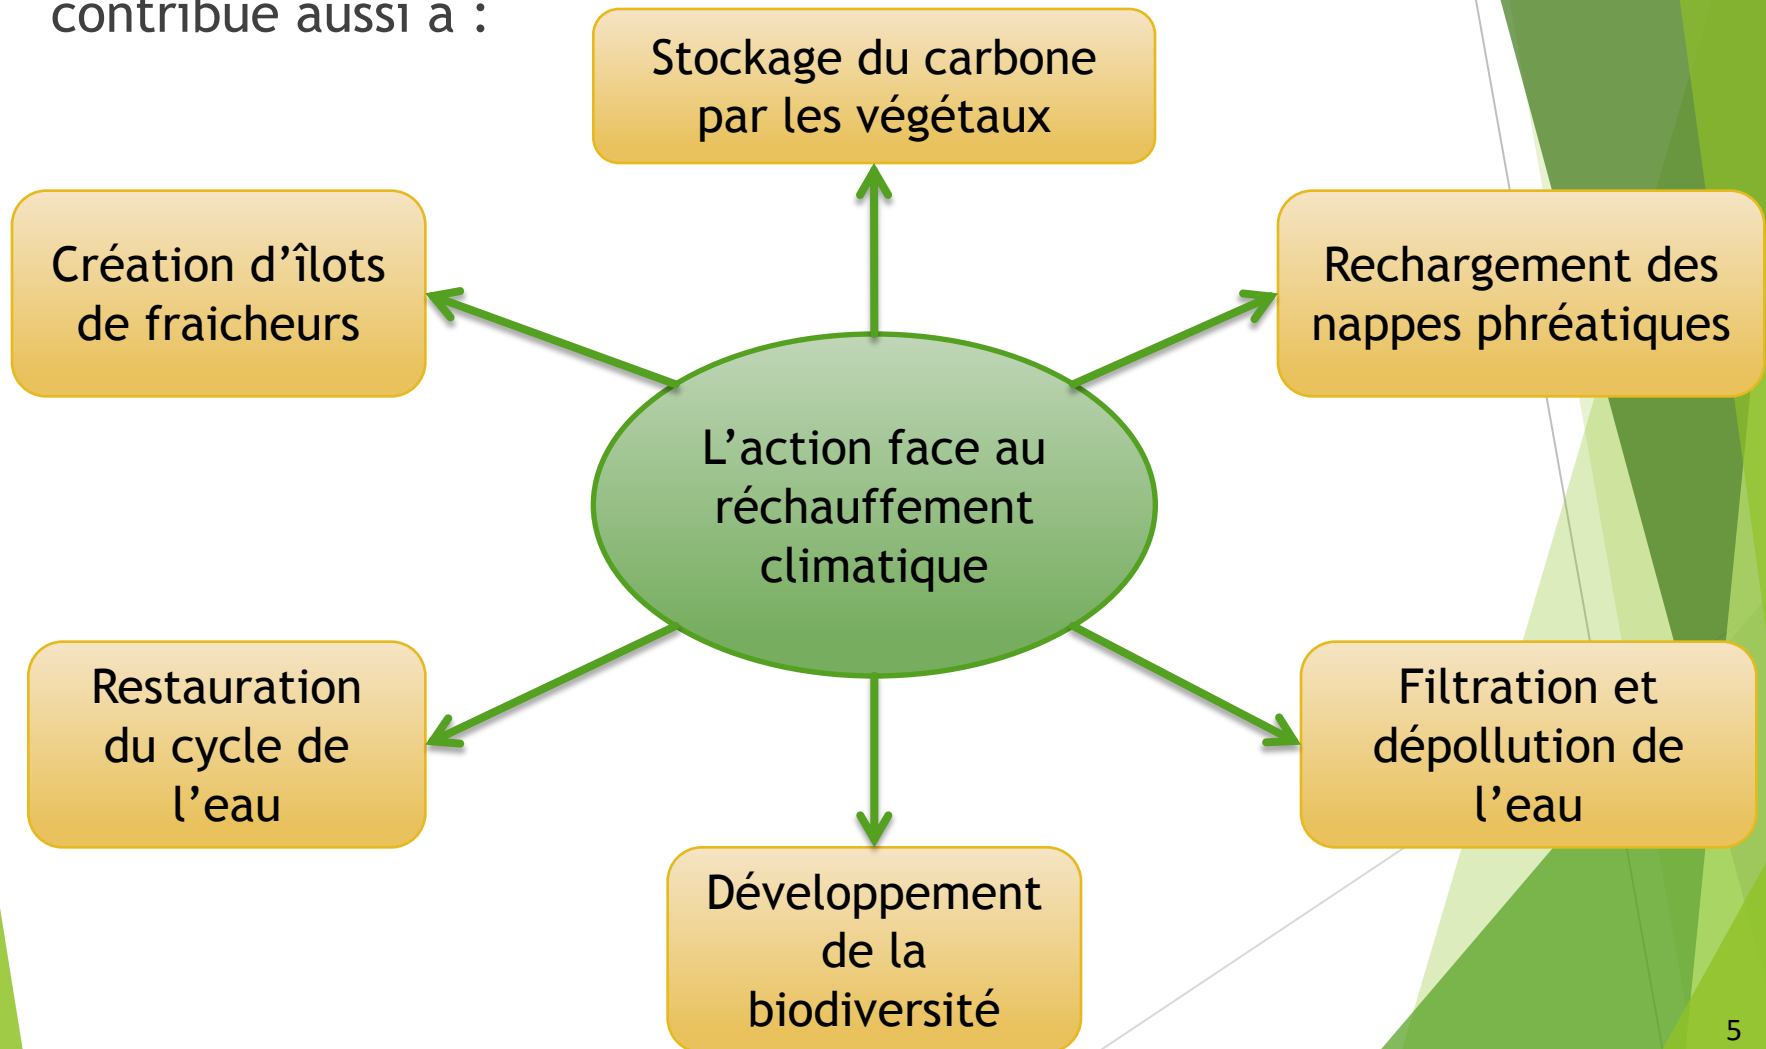 contribue aussi à :
Stockage du carbone
par les végétaux
Création d’îlots
de fraicheurs
Rechargement des
nappes phréatiques
L’action face au
réchauffement
climatique
Restauration
du cycle de
l’eau
Filtration et
dépollution de
l’eau
Développement
de la
biodiversité
5